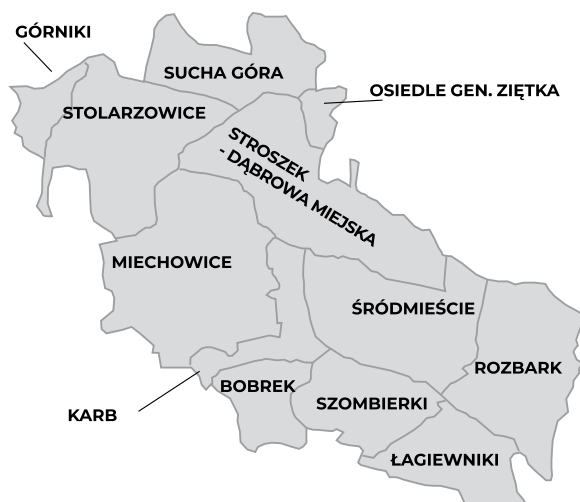 GÓRNIKI
SUCHA GÓRA
OSIEDLE GEN. ZIĘTKA
STOLARZOWICE
STROSZEK
- DĄBROWA MIEJSKA
MIECHOWICE
ŚRÓDMIEŚCIE
ROZBARK
BOBREK
SZOMBIERKI
KARB
ŁAGIEWNIKI